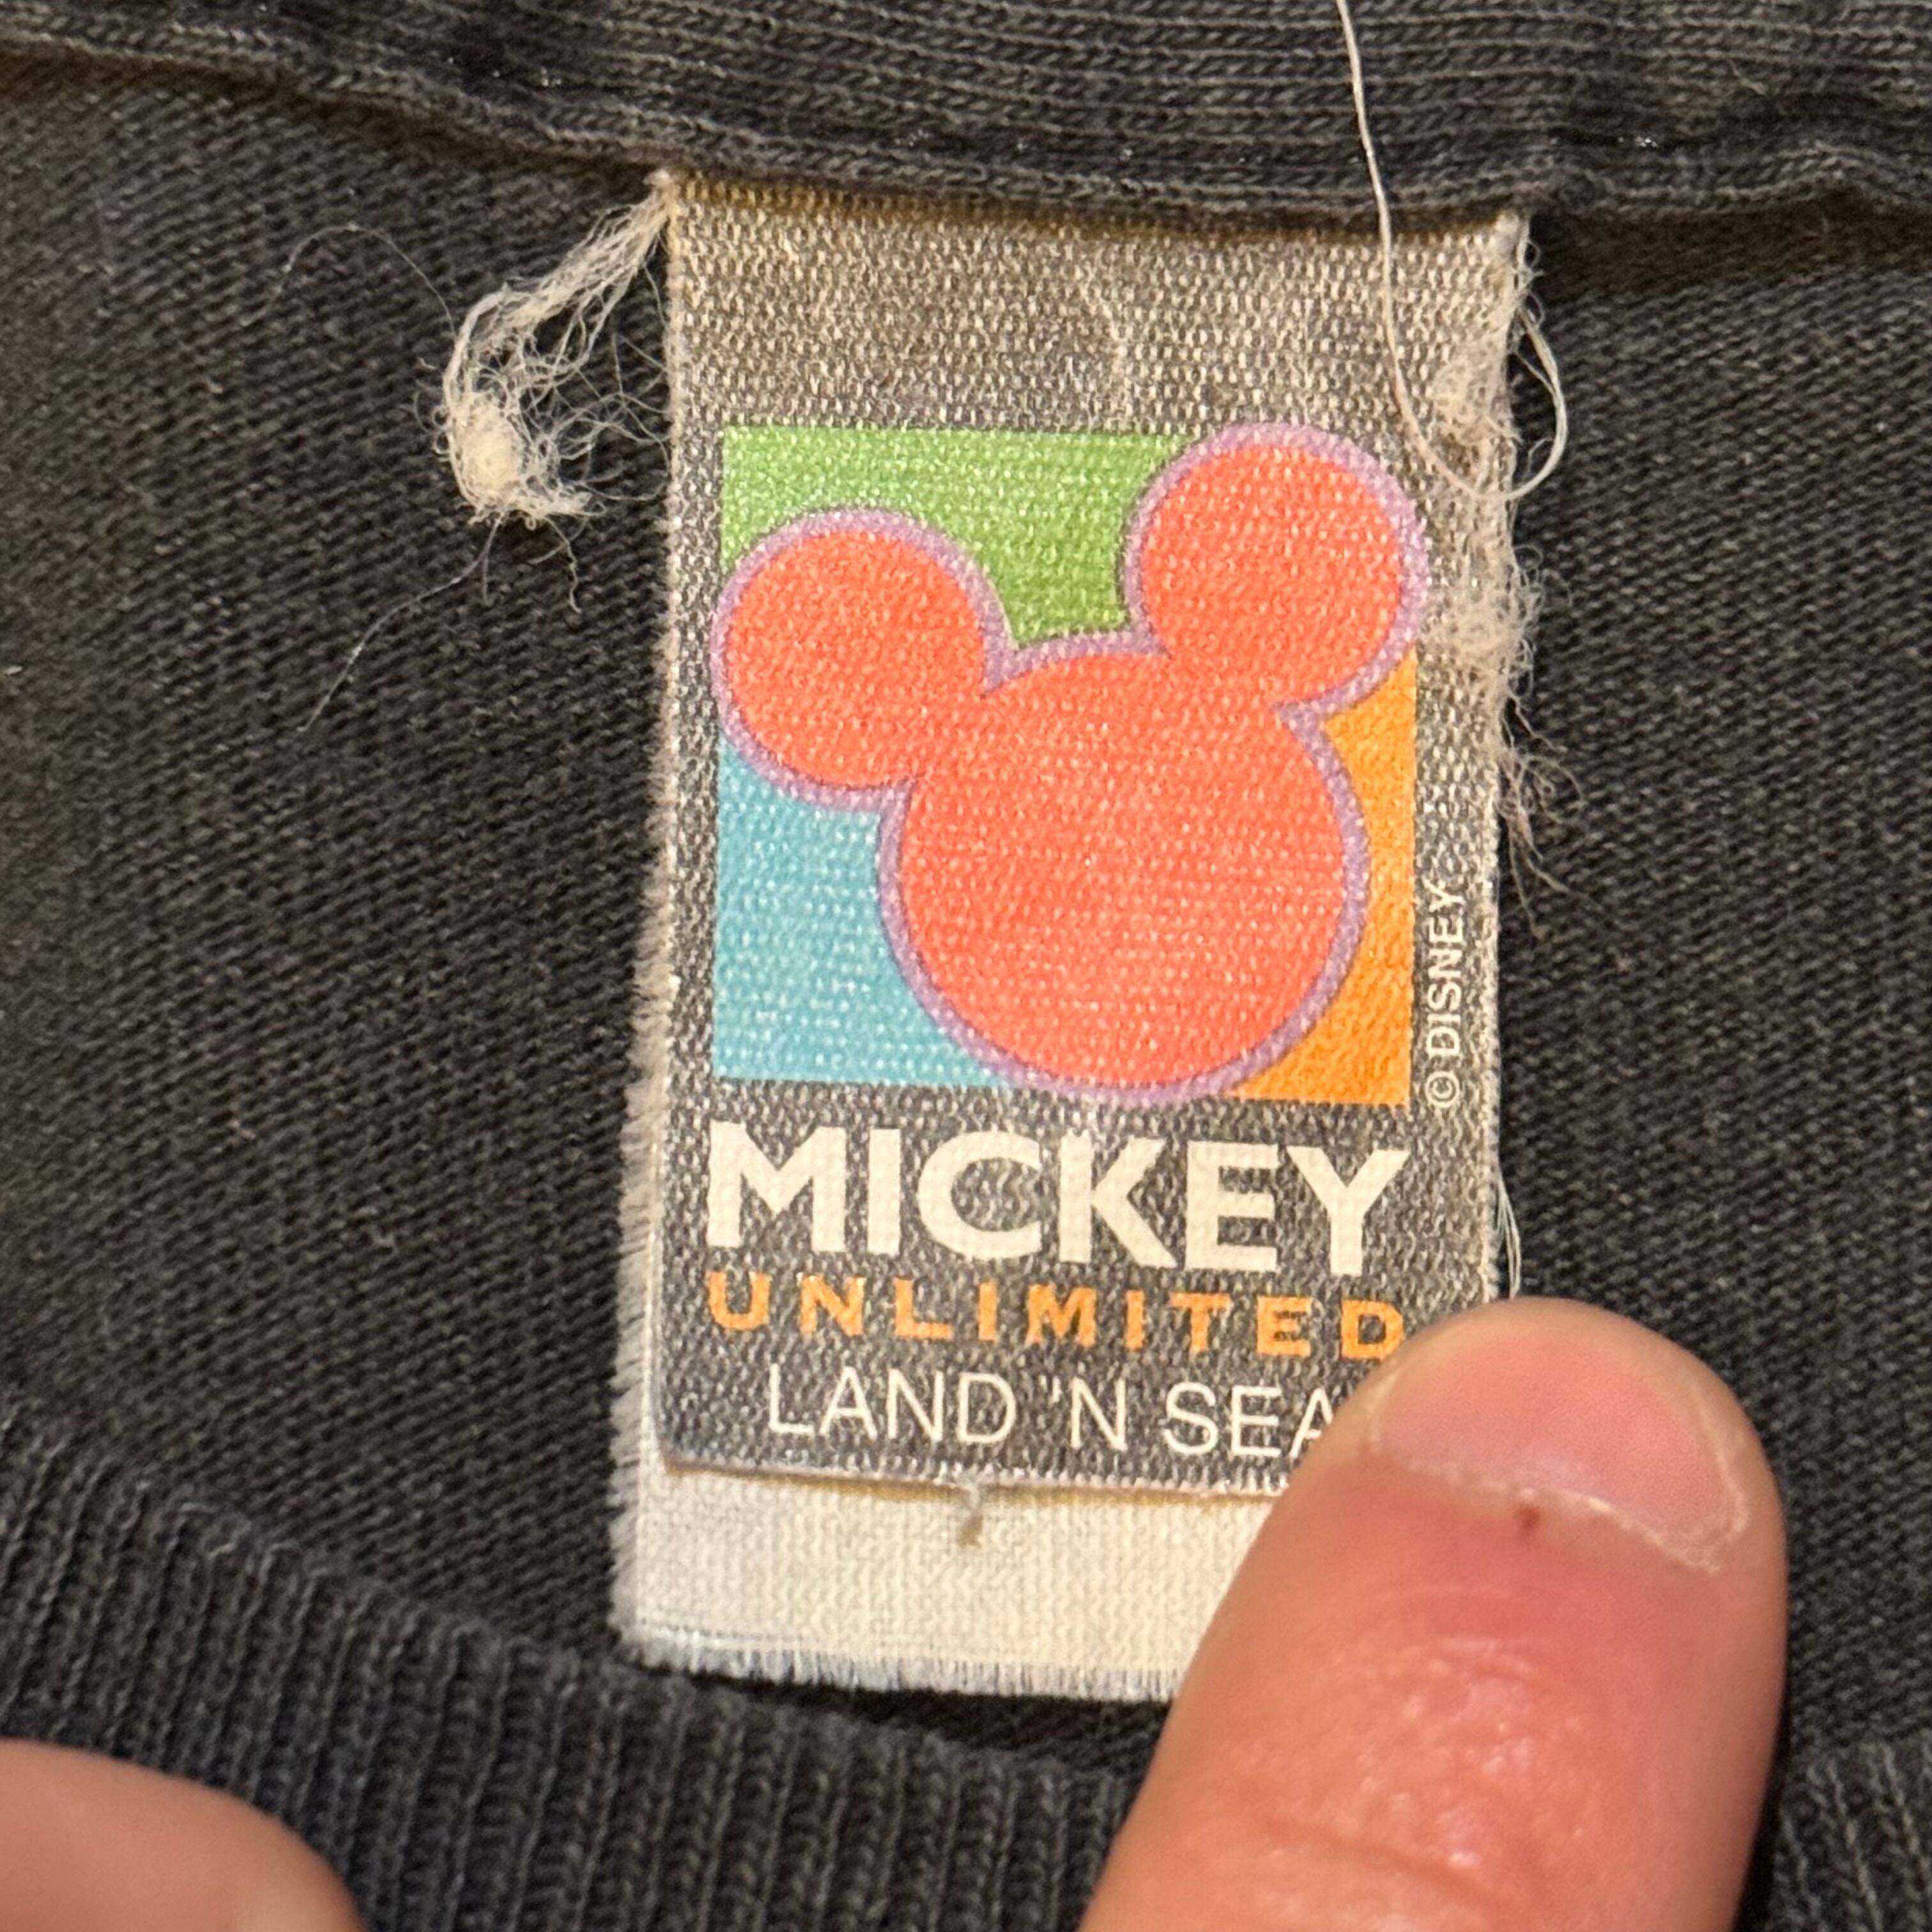 © DISNEY
MICKEY
UNLIMITED
LAND 'N SEA